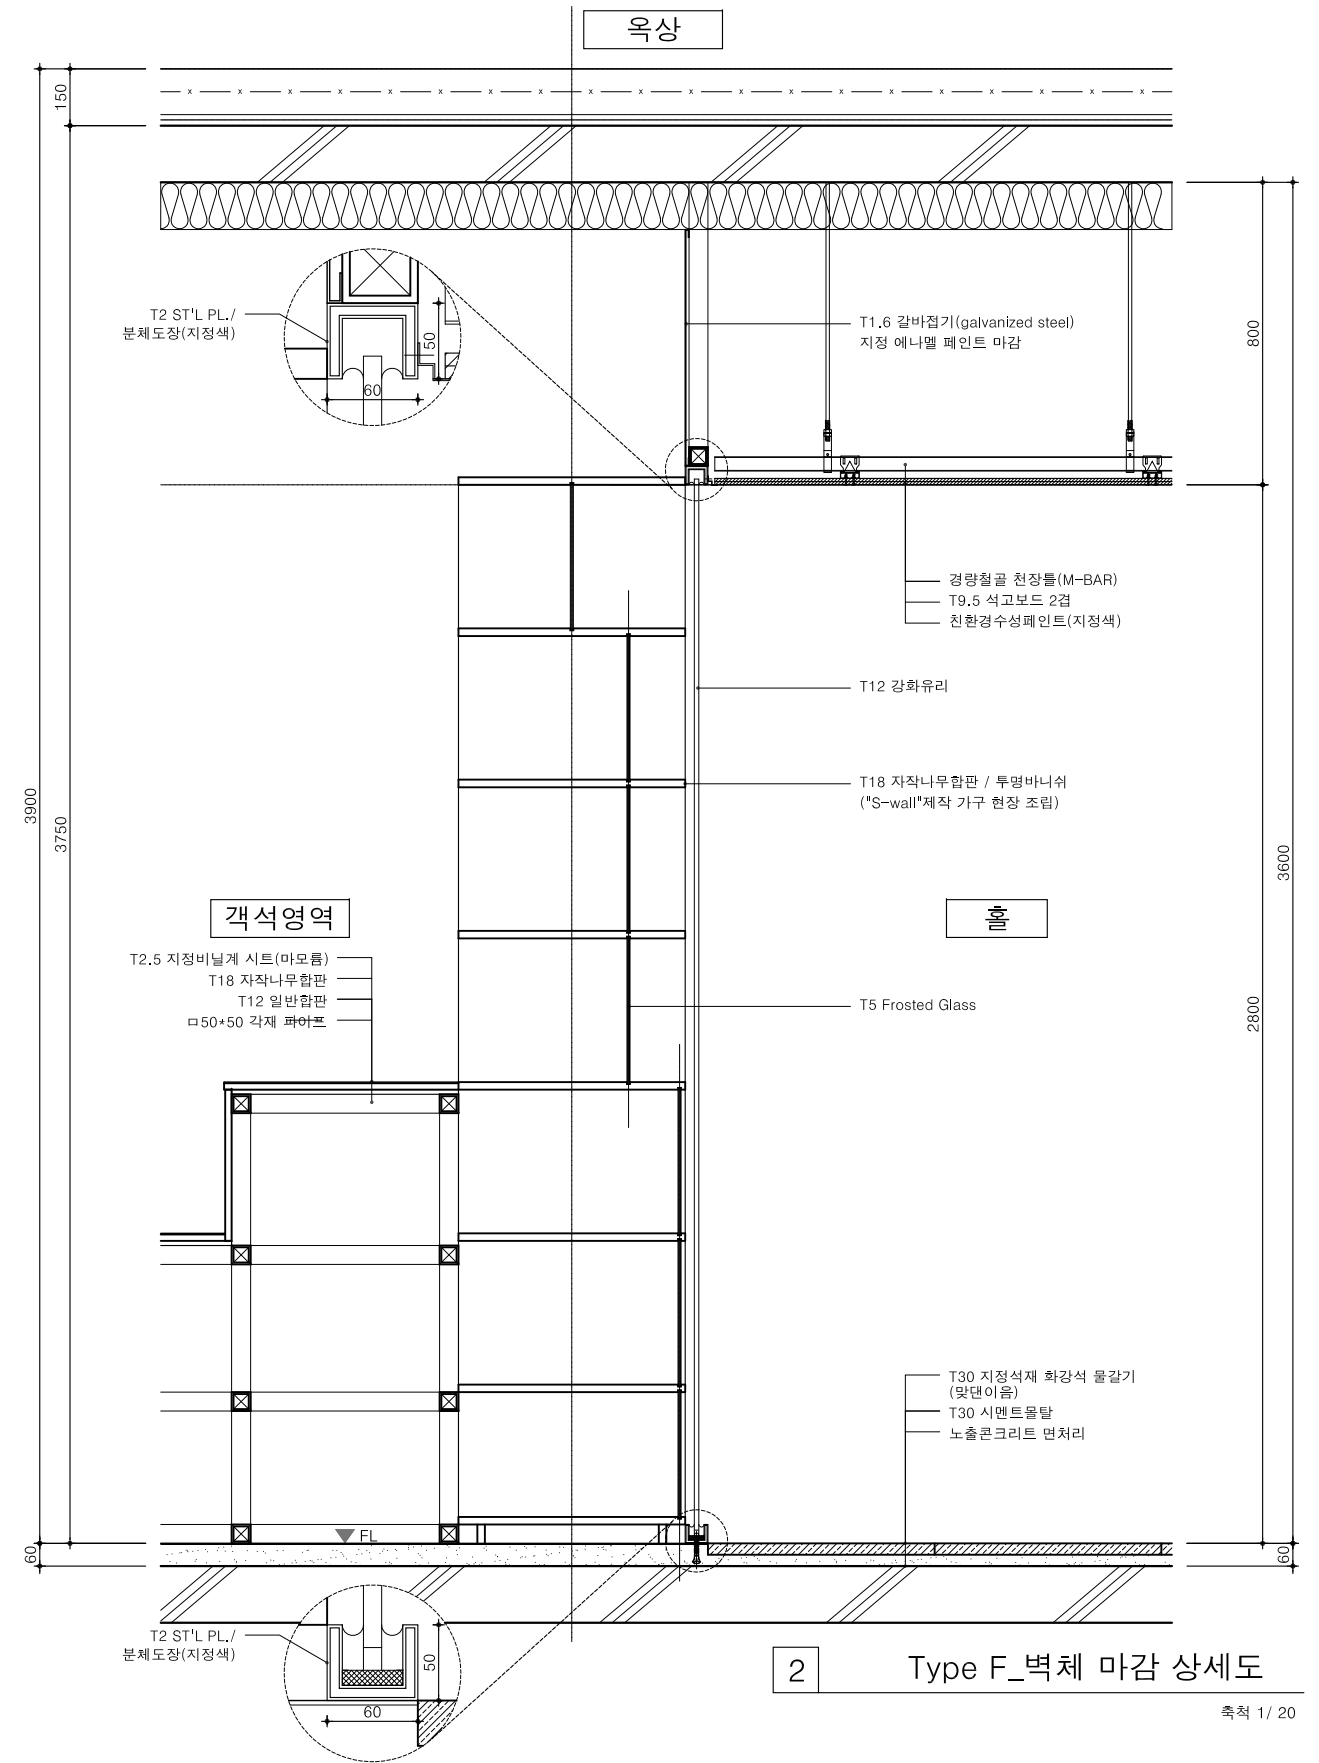 옥상
150
T2 ST'L PL./
분체도장(지정색)
50
60
T1.6 갈바접기(galvanized steel)
지정 에나멜 페인트 마감
800
경량철골 천장틀(M-BAR)
T9.5 석고보드 2겹
친환경수성페인트(지정색)
T12 강화유리
T18 자작나무합판 / 투명바니쉬
("S-wall"제작 가구 현장 조립)
3900
3750
3600
객석영역
홀
T2.5 지정비닐계 시트(마모륨)
T18 자작나무합판
T12 일반합판
ㅁ50*50 각재 파이프
T5 Frosted Glass
2800
T30 지정석재 화강석 물갈기
(맞댄이음)
T30 시멘트몰탈
노출콘크리트 면처리
FL
60
60
T2 ST'L PL./
분체도장(지정색)
50
60
2
Type F_벽체 마감 상세도
축척 1/ 20